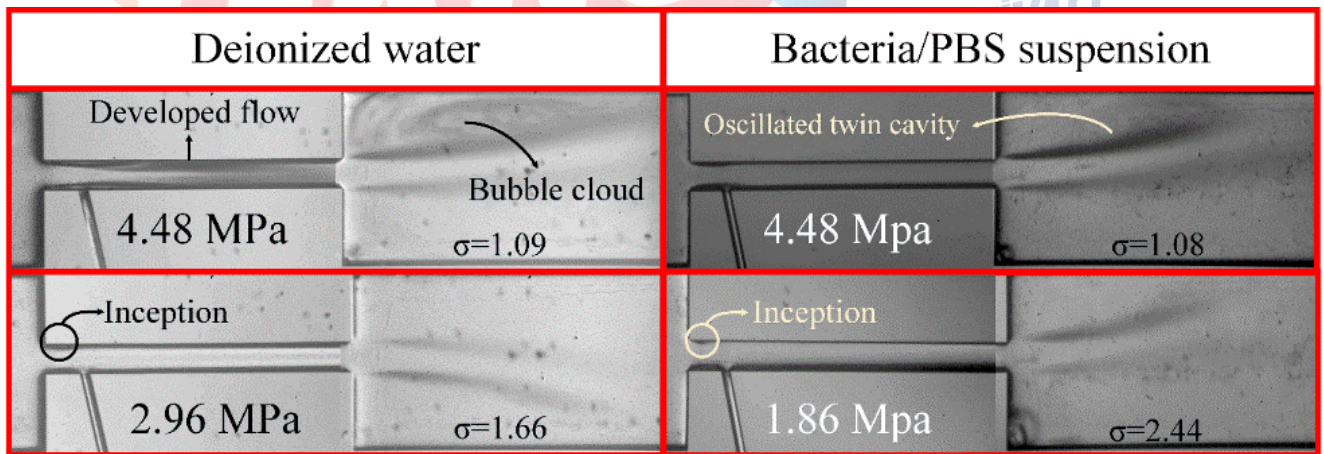 Deionized water
Bacteria/PBS suspension
Developed flow
Bubble cloud
4.48 MPa
σ=1.09
Oscillated twin cavity
4.48 Mpa
σ=1.08
Inception
2.96 MPa
σ=1.66
Inception
1.86 Mpa
σ=2.44